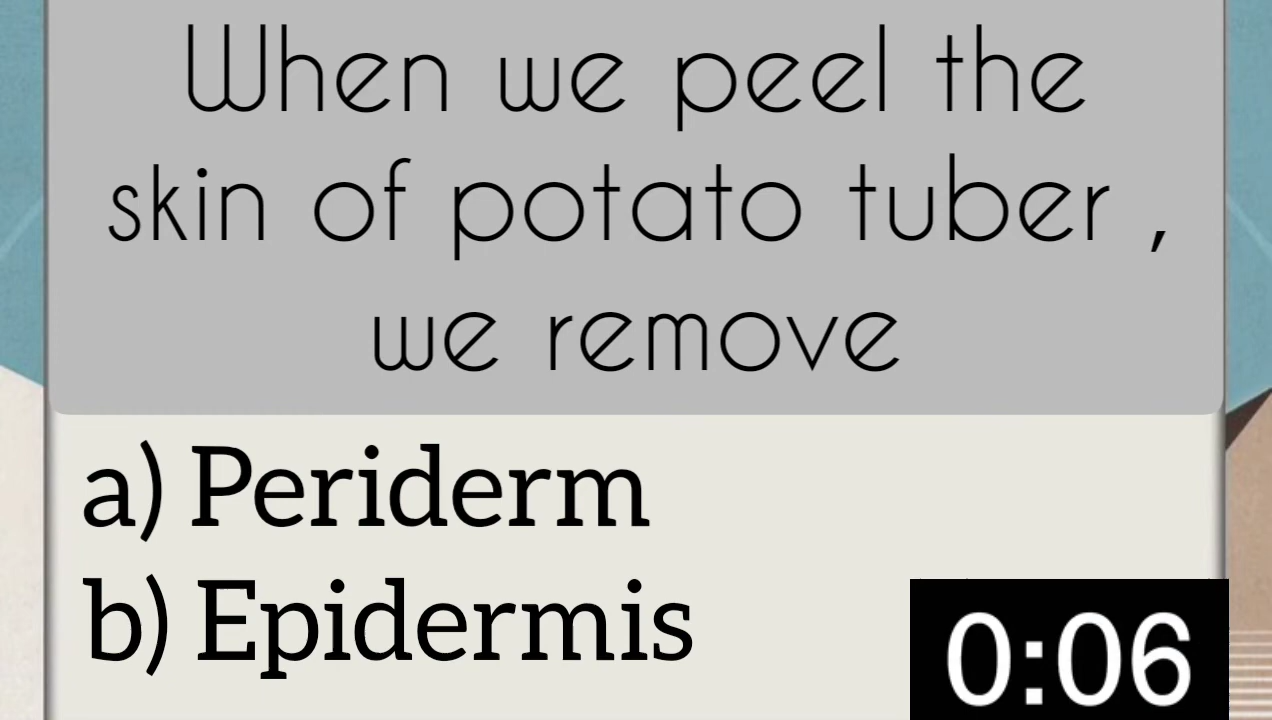 When we peel the
skin of potato tuber ,
we remove
a) Periderm
b) Epidermis
0:06